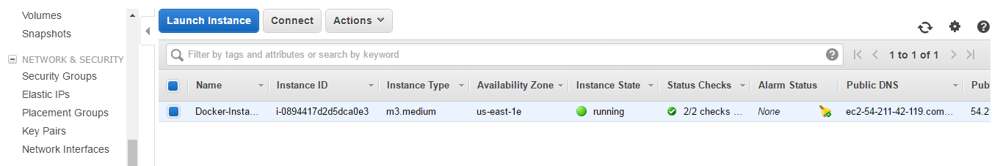 Volumes
Snapshots
NETWORK & SECURITY
Security Groups
Elastic IPs
Placement Groups
Key Pairs
Network Interfaces
Launch Instance Connect Actions
Filter by tags and attributes or search by keyword ? 1 to 1 of 1 ?
Name Instance ID Instance Type Availability Zone Instance State Status Checks Alarm Status Public DNS Pub
Docker-Insta... i-0894417d2d5dca0e3 m3.medium us-east-1e running 2/2 checks ... None ec2-54-211-42-119.com... 54.2